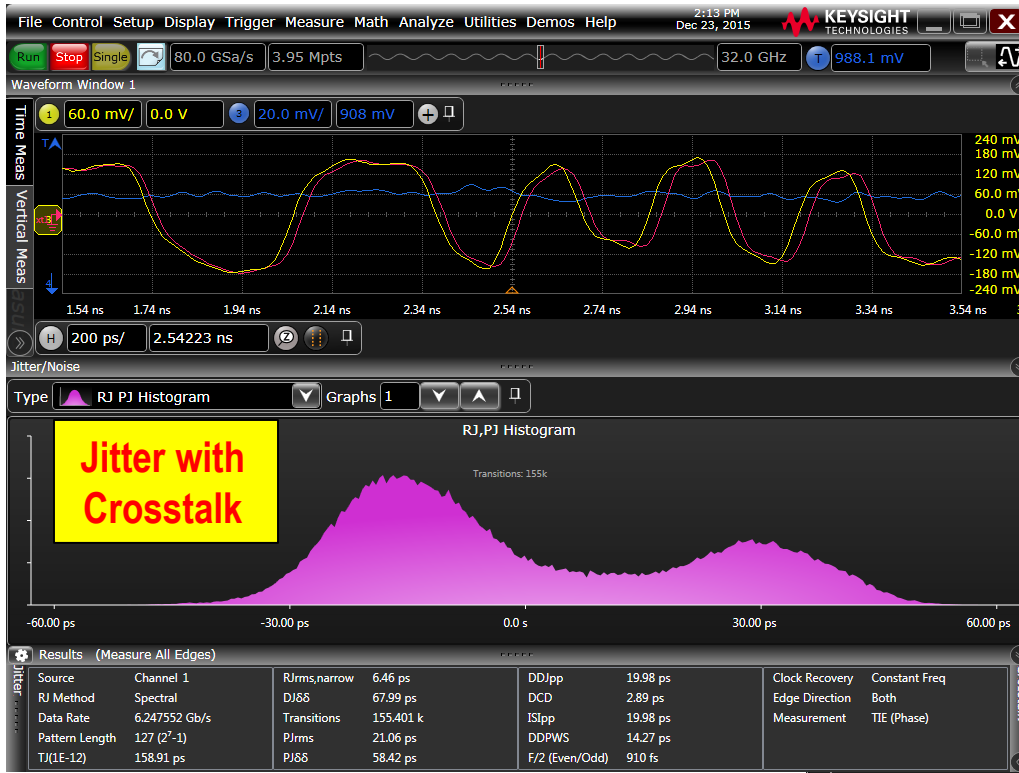 File Control Setup Display Trigger Measure Math Analyze Utilities Demos Help
2:13 PM
Dec 23, 2015
KEYSIGHT
TECHNOLOGIES
Run Stop Single 80.0 GSa/s 3.95 Mpts 32.0 GHz T 988.1 mV
Waveform Window 1
Time Meas
Vertical Meas
1 60.0 mV/ 0.0 V 3 20.0 mV/ 908 mV
T
240 mV
180 mV
120 mV
60.0 mV
0.0 V
-60.0 mV
-120 mV
-180 mV
-240 mV
1.54 ns 1.74 ns 1.94 ns 2.14 ns 2.34 ns 2.54 ns 2.74 ns 2.94 ns 3.14 ns 3.34 ns 3.54 ns
H 200 ps/ 2.54223 ns
Jitter/Noise
Type RJ PJ Histogram Graphs 1
RJ,PJ Histogram
Transitions: 155k
Jitter with
Crosstalk
-60.00 ps -30.00 ps 0.0 s 30.00 ps 60.00 ps
Results (Measure All Edges)
Jitter
Source Channel 1 RJrms,narrow 6.46 ps DDJpp 19.98 ps Clock Recovery Constant Freq
RJ Method Spectral DJδδ 67.99 ps DCD 2.89 ps Edge Direction Both
Data Rate 6.247552 Gb/s Transitions 155.401 k ISIpp 19.98 ps Measurement TIE (Phase)
Pattern Length 127 (2⁷-1) PJrms 21.06 ps DDPWS 14.27 ps
TJ(1E-12) 158.91 ps PJδδ 58.42 ps F/2 (Even/Odd) 910 fs